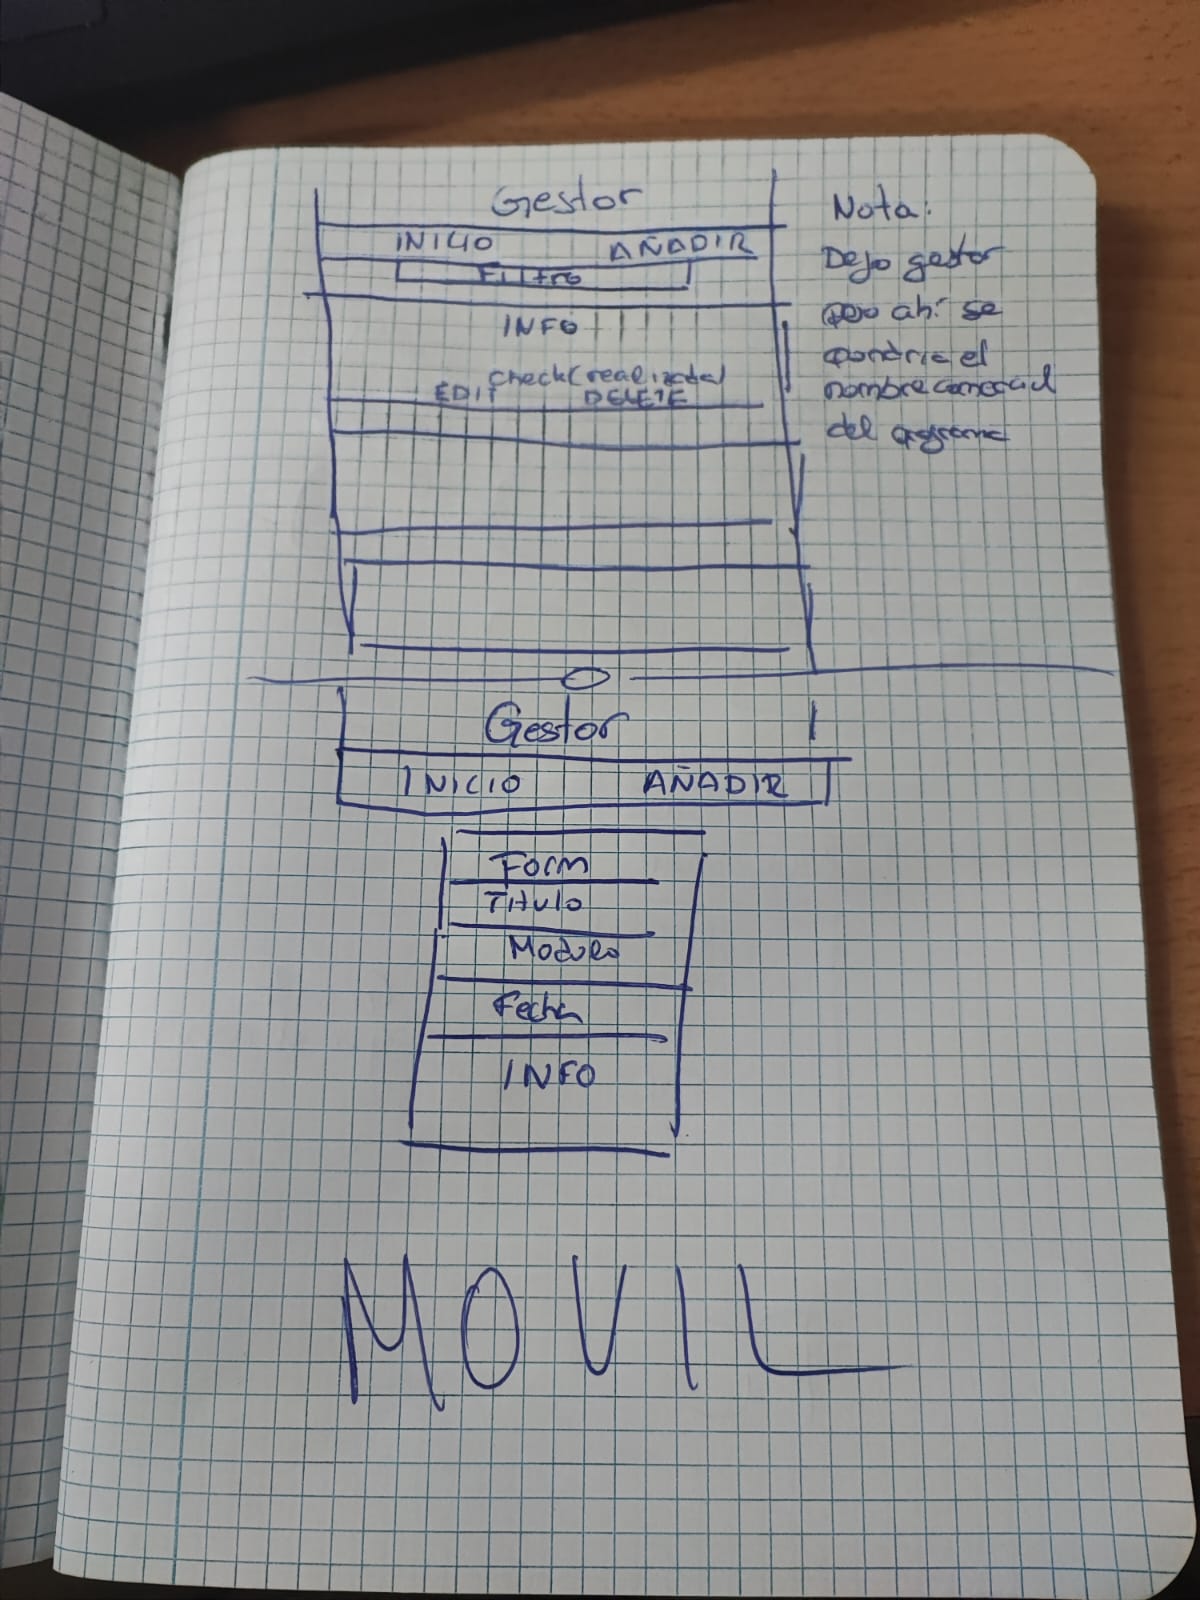 Gestor
INICIO AÑADIR
Filtro
INFO
check(realizada)
EDIT DELETE
Nota:
Dejo gestor
pero ahí se
pondria el
nombre comercial
del programa
Gestor
INICIO AÑADIR
Form
Titulo
Modulo
Fecha
INFO
MOVIL